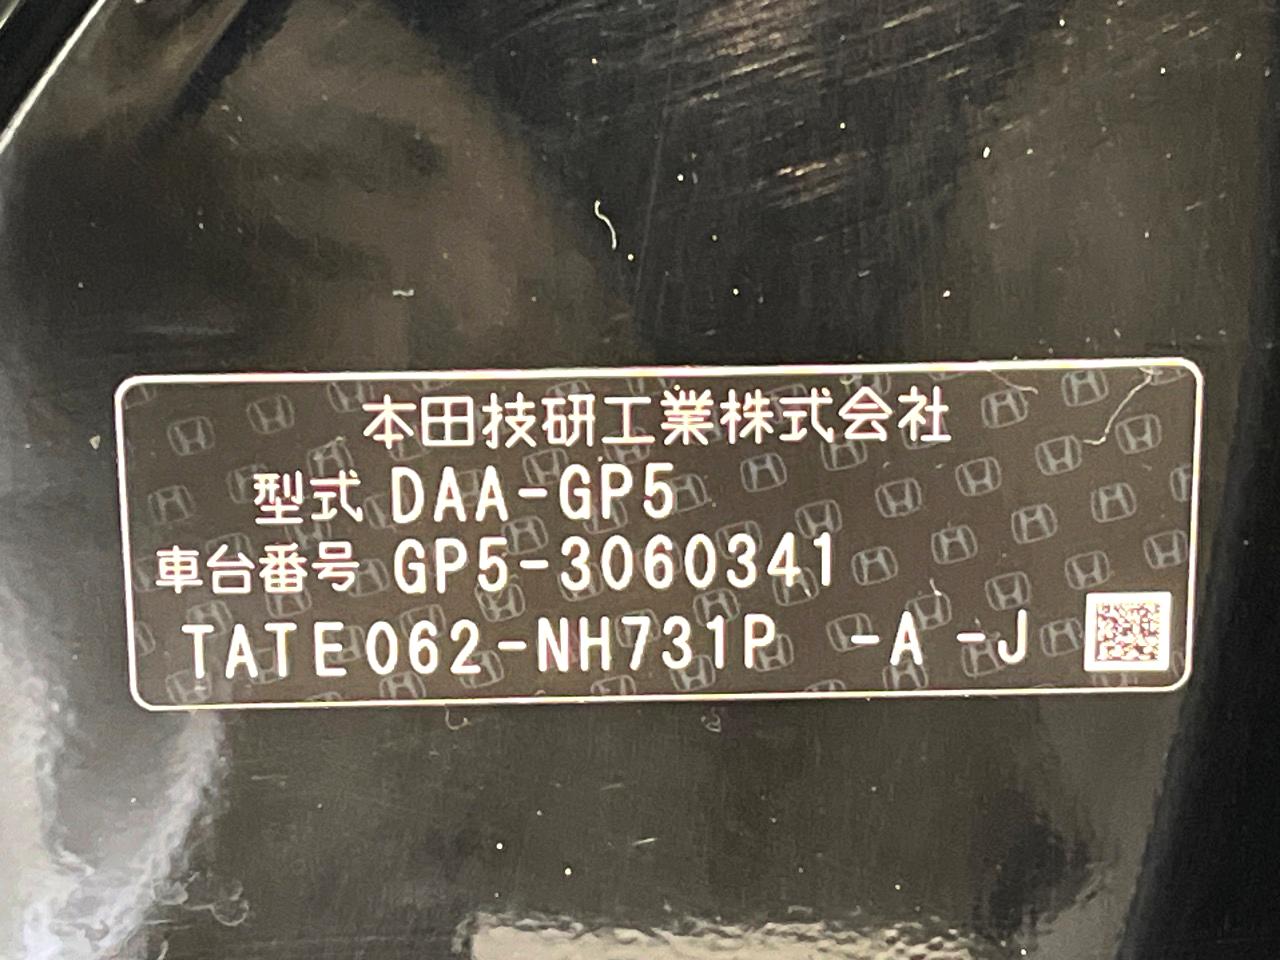 本田技研工業株式会社
型式 DAA-GP5
車台番号 GP5-3060341
TATE062-NH731P -A -J